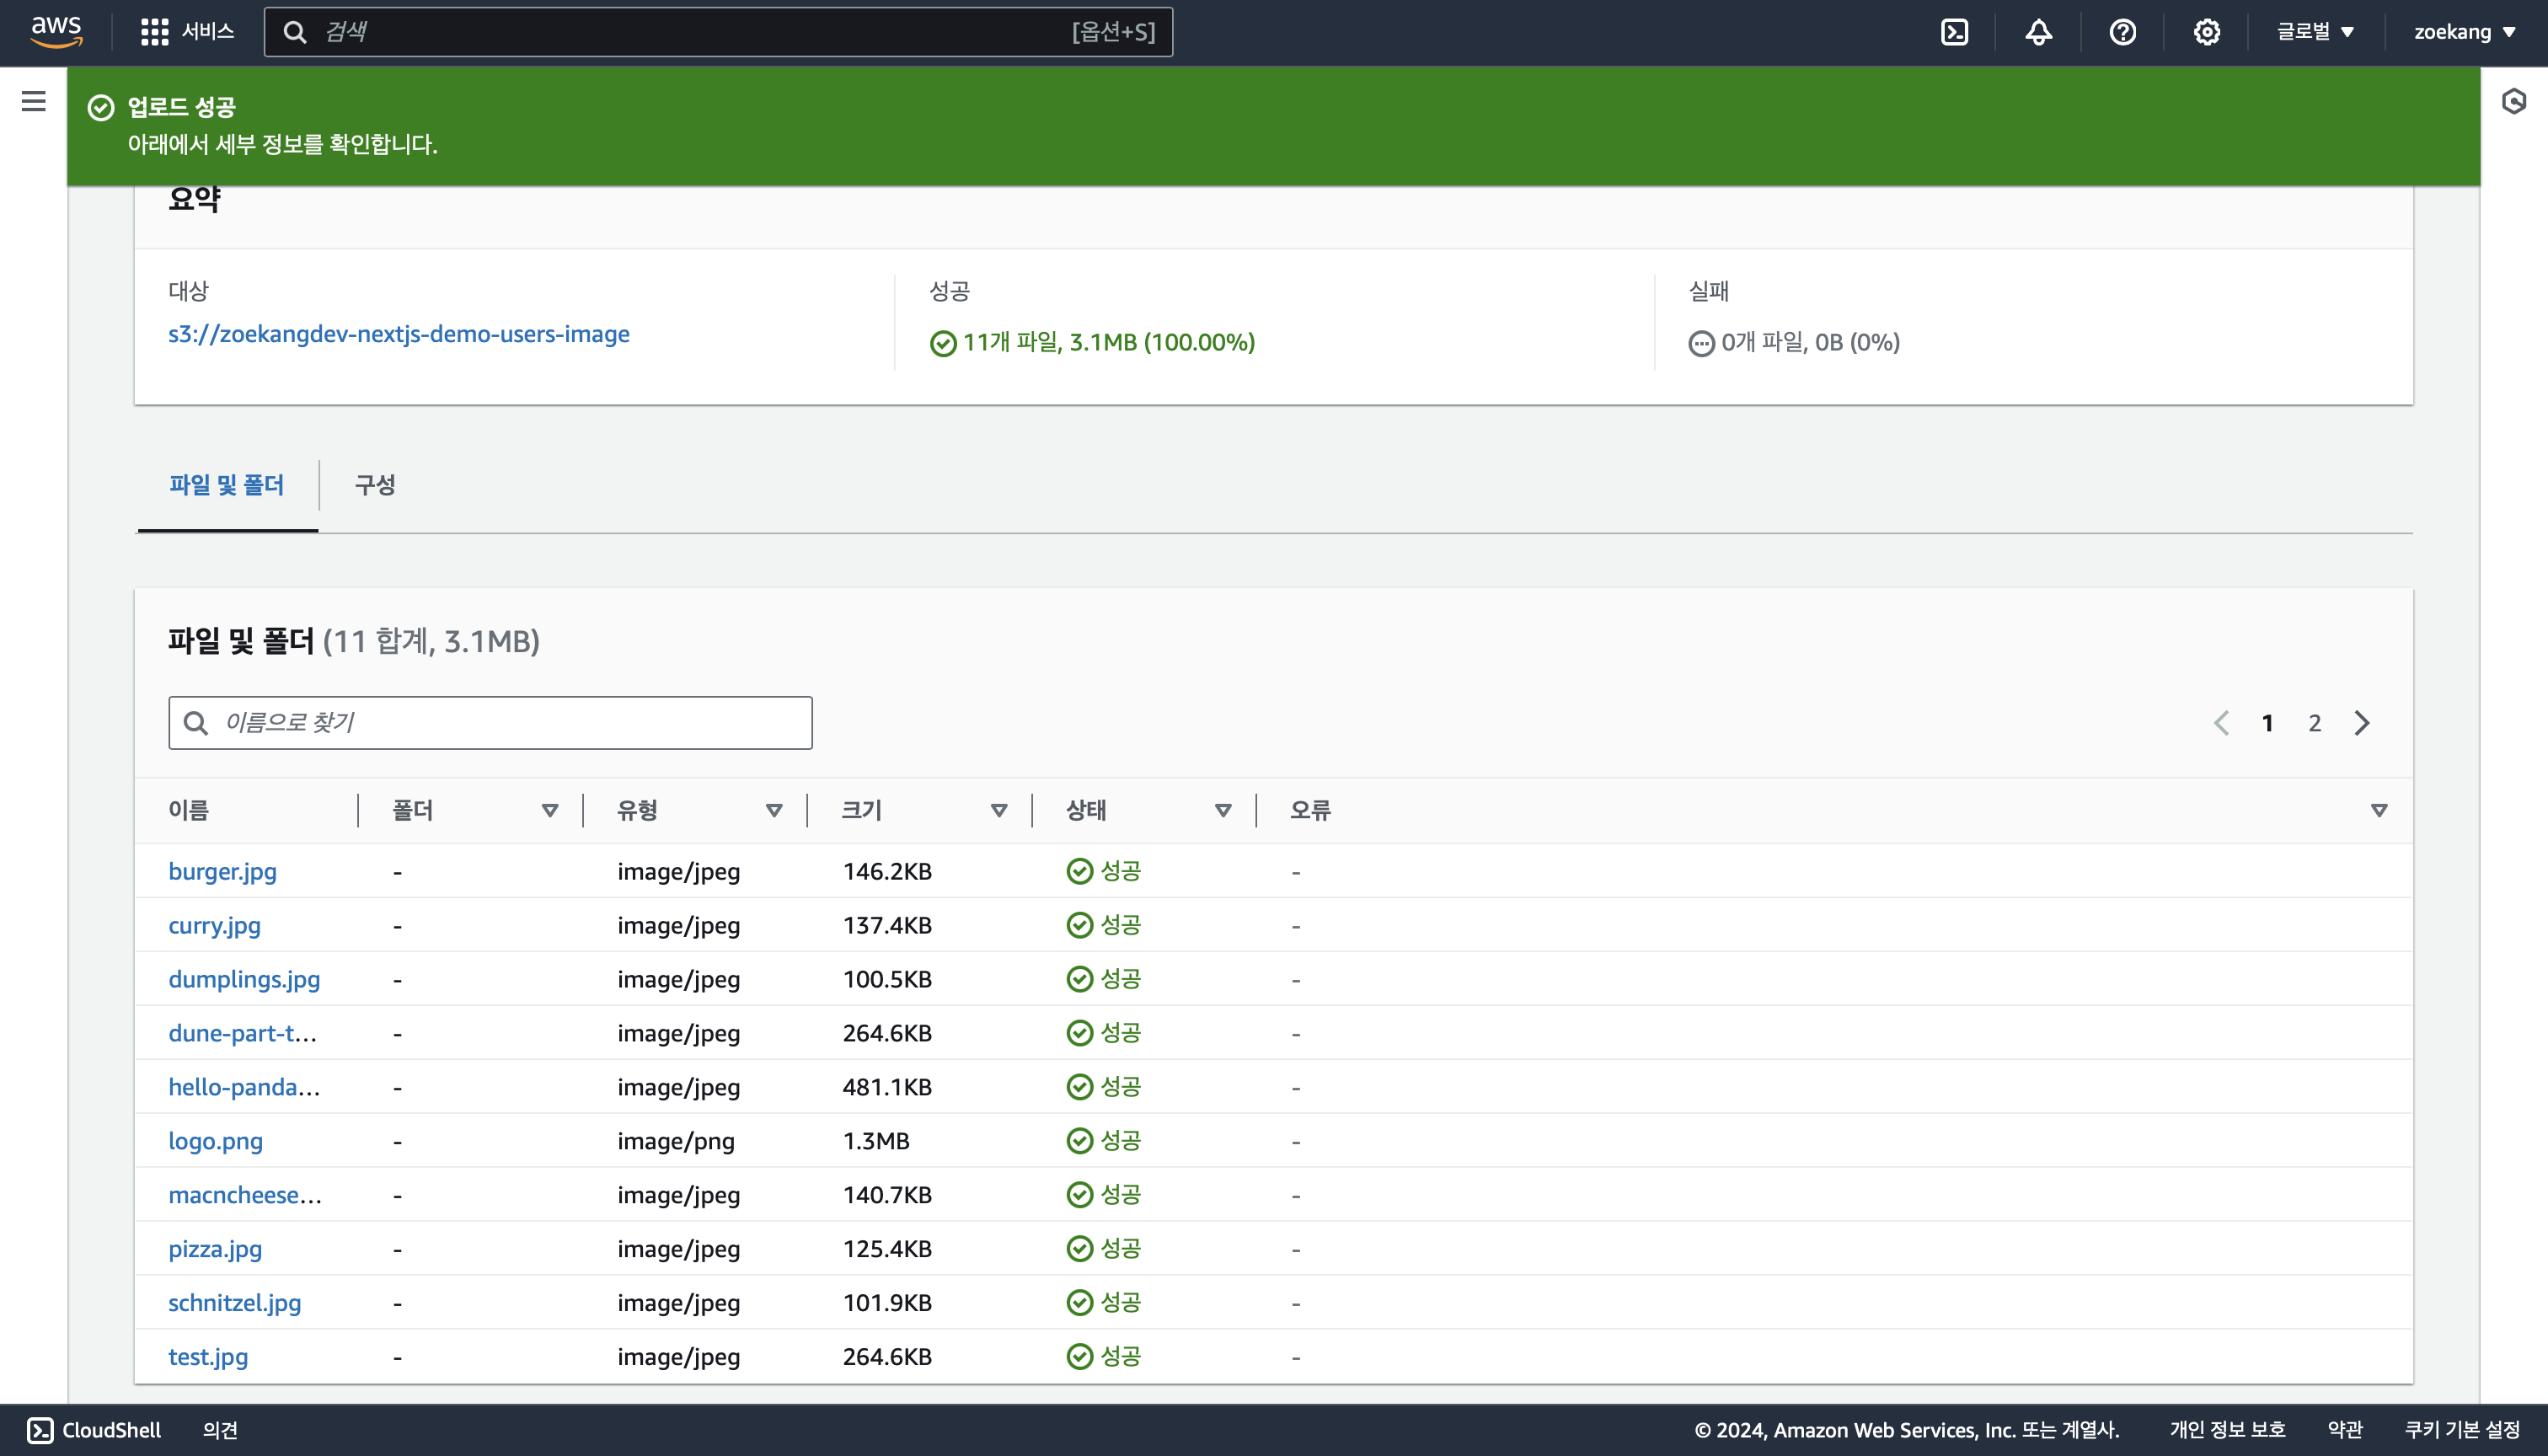 aws 서비스 검색 [옵션+S] 글로벌 ▼ zoekang ▼
업로드 성공
아래에서 세부 정보를 확인합니다.
요약
대상 성공 실패
s3://zoekangdev-nextjs-demo-users-image 11개 파일, 3.1MB (100.00%) 0개 파일, 0B (0%)
파일 및 폴더 구성
파일 및 폴더 (11 합계, 3.1MB)
이름으로 찾기 1 2
이름 폴더 유형 크기 상태 오류
burger.jpg - image/jpeg 146.2KB 성공 -
curry.jpg - image/jpeg 137.4KB 성공 -
dumplings.jpg - image/jpeg 100.5KB 성공 -
dune-part-t... - image/jpeg 264.6KB 성공 -
hello-panda... - image/jpeg 481.1KB 성공 -
logo.png - image/png 1.3MB 성공 -
macncheese... - image/jpeg 140.7KB 성공 -
pizza.jpg - image/jpeg 125.4KB 성공 -
schnitzel.jpg - image/jpeg 101.9KB 성공 -
test.jpg - image/jpeg 264.6KB 성공 -
CloudShell 의견 © 2024, Amazon Web Services, Inc. 또는 계열사. 개인 정보 보호 약관 쿠키 기본 설정